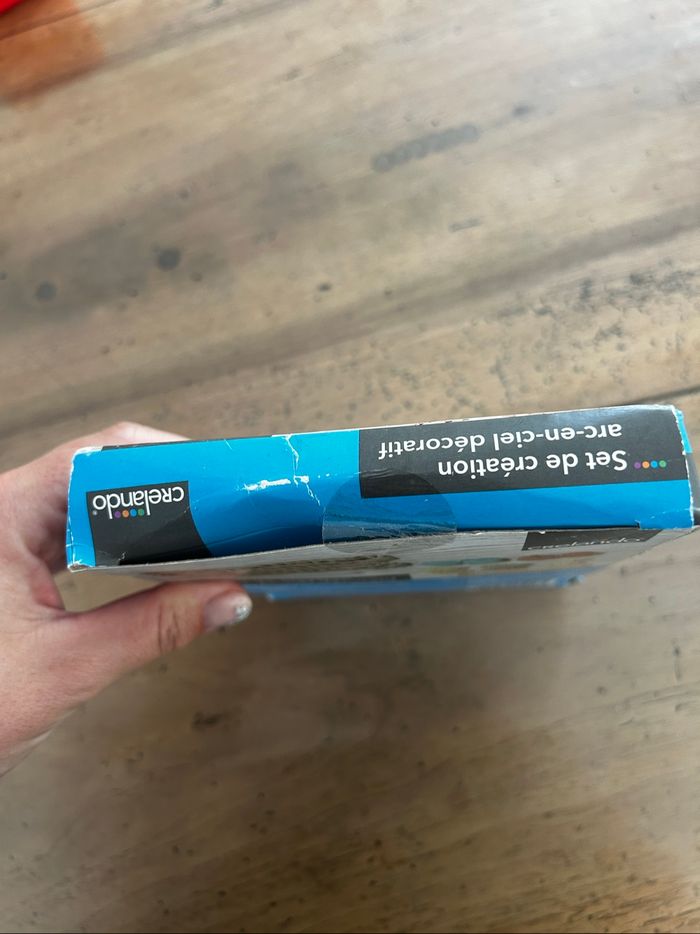 Set de création
arc-en-ciel décoratif
crelando®